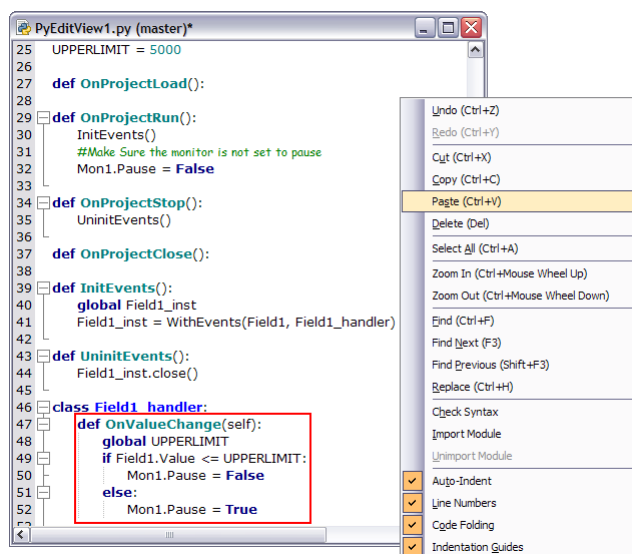 PyEditView1.py (master)*
25 UPPERLIMIT = 5000
26
27 def OnProjectLoad():
28
29 def OnProjectRun():
30 InitEvents()
31 #Make Sure the monitor is not set to pause
32 Mon1.Pause = False
33
34 def OnProjectStop():
35 UninitEvents()
36
37 def OnProjectClose():
38
39 def InitEvents():
40 global Field1_inst
41 Field1_inst = WithEvents(Field1, Field1_handler)
42
43 def UninitEvents():
44 Field1_inst.close()
45
46 class Field1_handler:
47 def OnValueChange(self):
48 global UPPERLIMIT
49 if Field1.Value <= UPPERLIMIT:
50 Mon1.Pause = False
51 else:
52 Mon1.Pause = True
53
Undo (Ctrl+Z)
Redo (Ctrl+Y)
Cut (Ctrl+X)
Copy (Ctrl+C)
Paste (Ctrl+V)
Delete (Del)
Select All (Ctrl+A)
Zoom In (Ctrl+Mouse Wheel Up)
Zoom Out (Ctrl+Mouse Wheel Down)
Find (Ctrl+F)
Find Next (F3)
Find Previous (Shift+F3)
Replace (Ctrl+H)
Check Syntax
Import Module
Unimport Module
Auto-Indent
Line Numbers
Code Folding
Indentation Guides